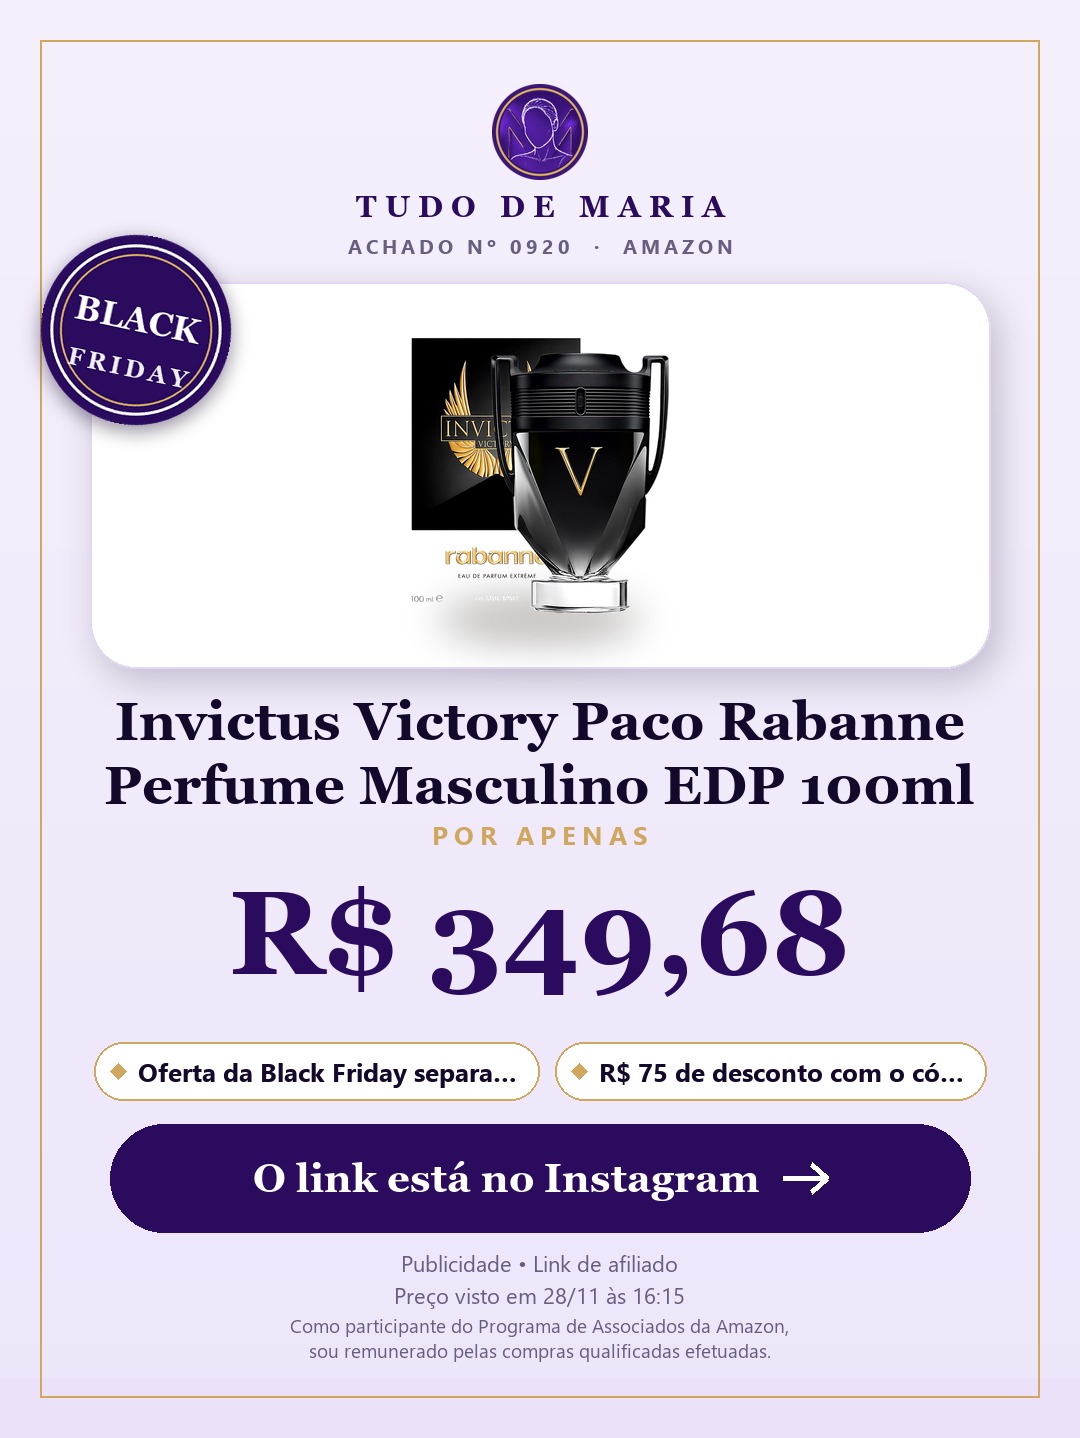 TUDO DE MARIA
ACHADO Nº 0920 · AMAZON
BLACK
FRIDAY
INVICT
VICTORY
V
rabanne
EAU DE PARFUM EXTRÊME
100 ml e
Invictus Victory Paco Rabanne
Perfume Masculino EDP 100ml
POR APENAS
R$ 349,68
Oferta da Black Friday separa...
R$ 75 de desconto com o có...
O link está no Instagram →
Publicidade • Link de afiliado
Preço visto em 28/11 às 16:15
Como participante do Programa de Associados da Amazon,
sou remunerado pelas compras qualificadas efetuadas.